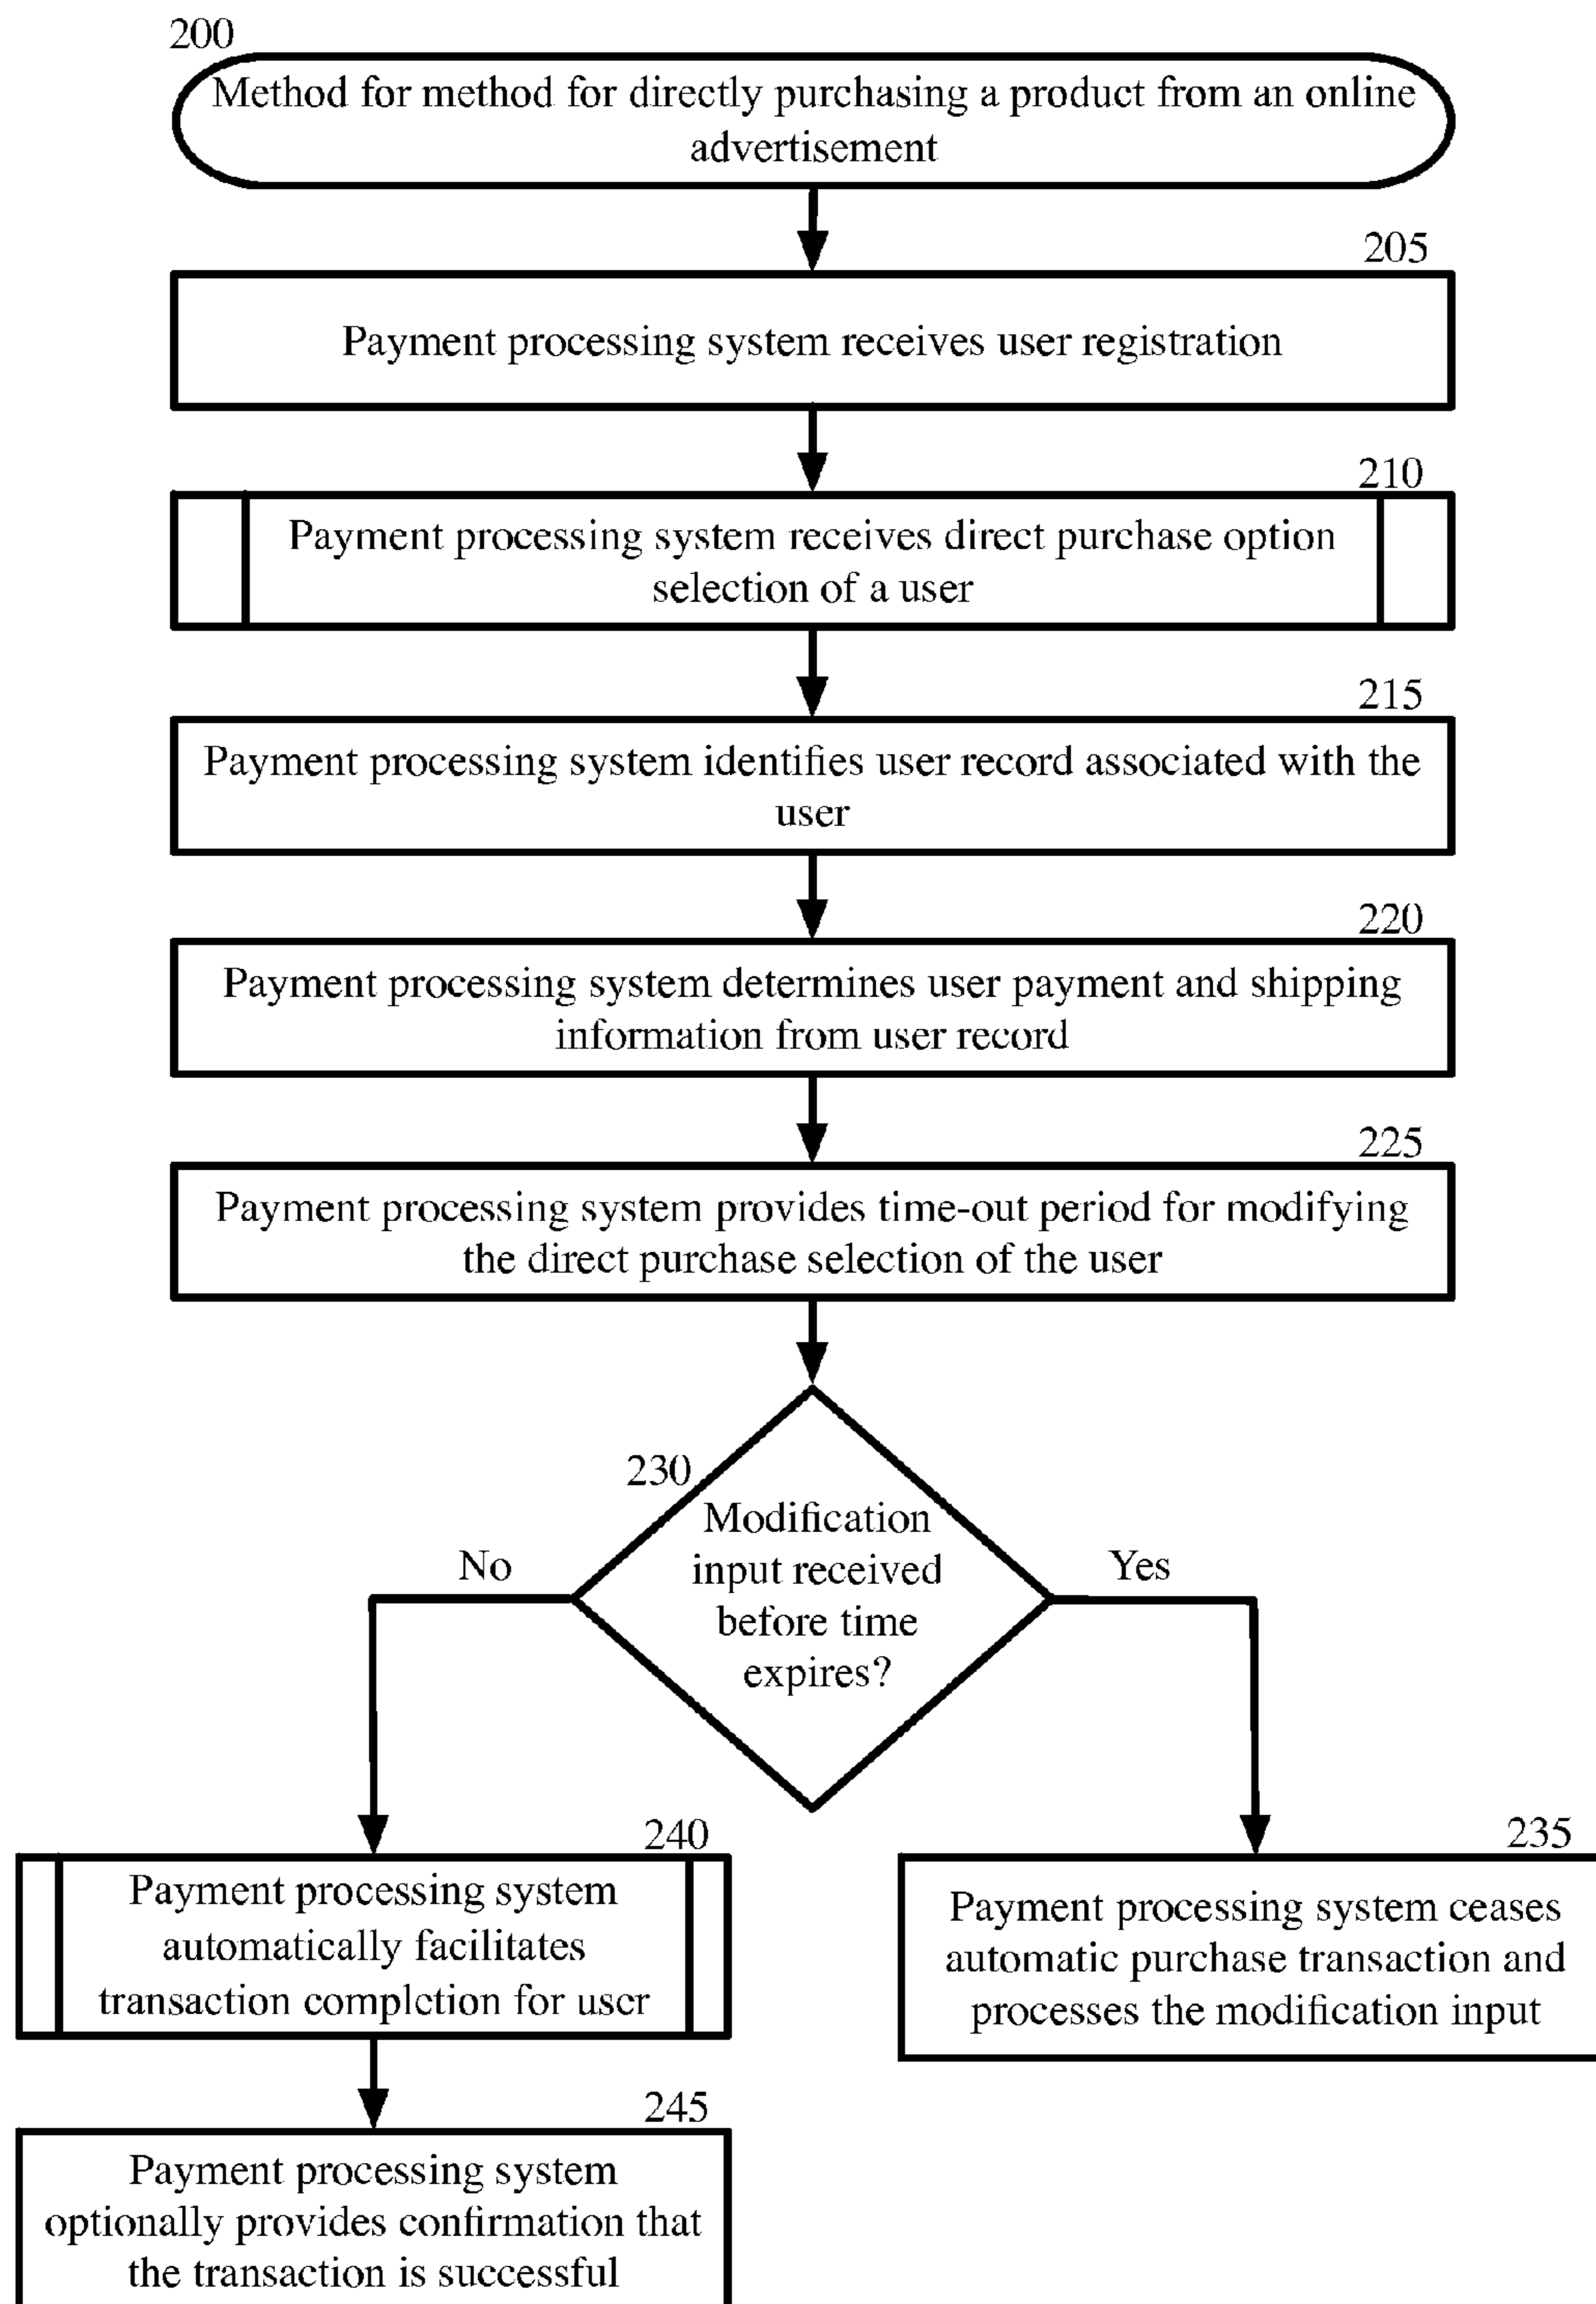 200
Method for method for directly purchasing a product from an online
advertisement
205
Payment processing system receives user registration
210
Payment processing system receives direct purchase option
selection of a user
215
Payment processing system identifies user record associated with the
user
220
Payment processing system determines user payment and shipping
information from user record
225
Payment processing system provides time-out period for modifying
the direct purchase selection of the user
230
Modification
input received
before time
expires?
No
Yes
240
Payment processing system
automatically facilitates
transaction completion for user
235
Payment processing system ceases
automatic purchase transaction and
processes the modification input
245
Payment processing system
optionally provides confirmation that
the transaction is successful